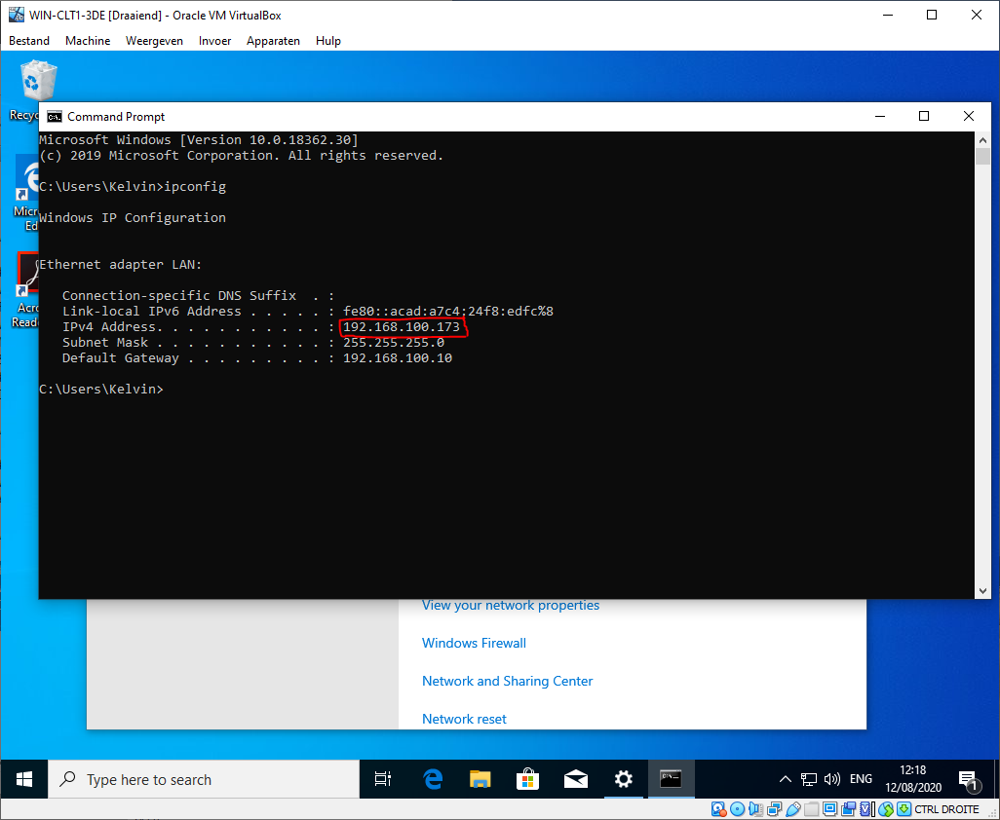 WIN-CLT1-3DE [Draaiend] - Oracle VM VirtualBox
Bestand Machine Weergeven Invoer Apparaten Help
Recyc
Command Prompt
Microsoft Windows [Version 10.0.18362.30]
(c) 2019 Microsoft Corporation. All rights reserved.
C:\Users\Kelvin>ipconfig
Micr
Ed
Windows IP Configuration
Ethernet adapter LAN:
Acro
Read
Connection-specific DNS Suffix . :
Link-local IPv6 Address . . . . . : fe80::acad:a7c4:24f8:edfc%8
IPv4 Address. . . . . . . . . . . : 192.168.100.173
Subnet Mask . . . . . . . . . . . : 255.255.255.0
Default Gateway . . . . . . . . . : 192.168.100.10
C:\Users\Kelvin>
View your network properties
Windows Firewall
Network and Sharing Center
Network reset
Type here to search
ENG
12:18
12/08/2020
1
CTRL DROITE